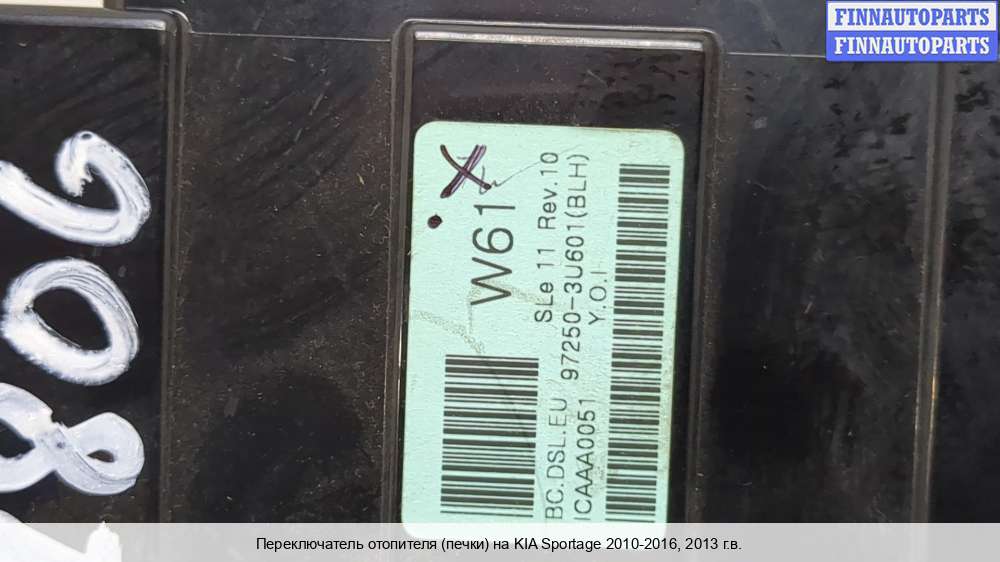 FINNAUTOPARTS
FINNAUTOPARTS
W61
SLe 11 Rev.10
BC.DSL.EU 97250-3U601(BLH)
ICAAA0051 Y.O.I
X
208
Переключатель отопителя (печки) на KIA Sportage 2010-2016, 2013 г.в.